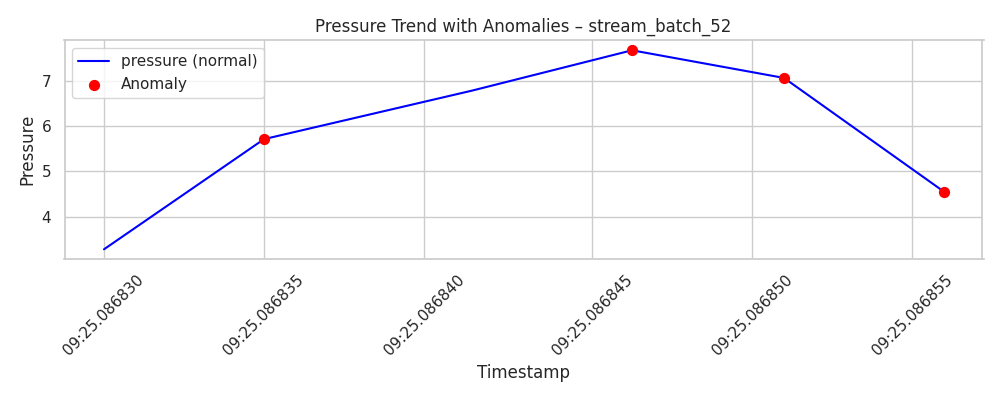 Pressure Trend with Anomalies – stream_batch_52
pressure (normal)
Anomaly
Pressure
7
6
5
4
09:25.086830
09:25.086835
09:25.086840
09:25.086845
09:25.086850
09:25.086855
Timestamp